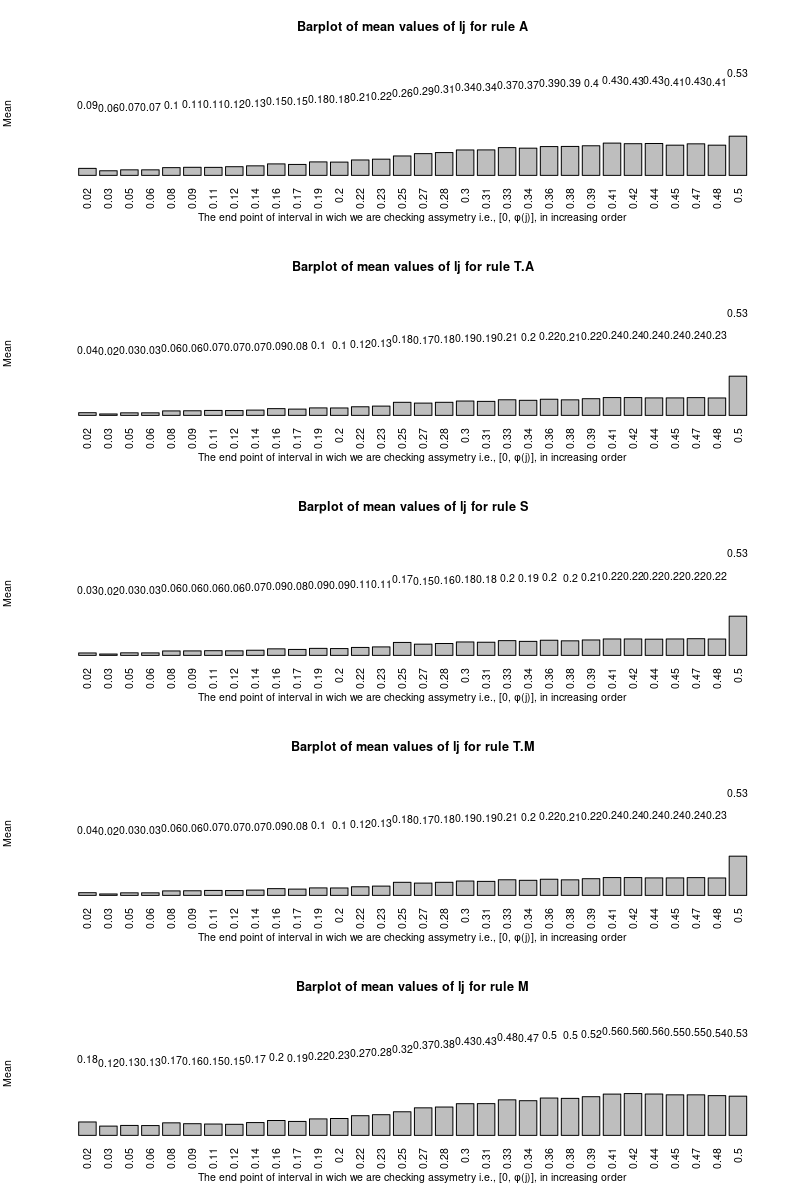 Barplot of mean values of Ij for rule A
Mean
0.09 0.06 0.07 0.07 0.1 0.11 0.11 0.12 0.13 0.15 0.15 0.18 0.18 0.21 0.22 0.26 0.29 0.31 0.34 0.34 0.37 0.37 0.39 0.39 0.4 0.43 0.43 0.43 0.41 0.43 0.41 0.53
0.02 0.03 0.05 0.06 0.08 0.09 0.11 0.12 0.14 0.16 0.17 0.19 0.2 0.22 0.23 0.25 0.27 0.28 0.3 0.31 0.33 0.34 0.36 0.38 0.39 0.41 0.42 0.44 0.45 0.47 0.48 0.5
The end point of interval in wich we are checking assymetry i.e., [0, φ(j)], in increasing order
Barplot of mean values of Ij for rule T.A
Mean
0.04 0.02 0.03 0.03 0.06 0.06 0.07 0.07 0.07 0.09 0.08 0.1 0.1 0.12 0.13 0.18 0.17 0.18 0.19 0.19 0.21 0.2 0.22 0.21 0.22 0.24 0.24 0.24 0.24 0.24 0.23 0.53
0.02 0.03 0.05 0.06 0.08 0.09 0.11 0.12 0.14 0.16 0.17 0.19 0.2 0.22 0.23 0.25 0.27 0.28 0.3 0.31 0.33 0.34 0.36 0.38 0.39 0.41 0.42 0.44 0.45 0.47 0.48 0.5
The end point of interval in wich we are checking assymetry i.e., [0, φ(j)], in increasing order
Barplot of mean values of Ij for rule S
Mean
0.03 0.02 0.03 0.03 0.06 0.06 0.06 0.06 0.07 0.09 0.08 0.09 0.09 0.11 0.11 0.17 0.15 0.16 0.18 0.18 0.2 0.19 0.2 0.2 0.21 0.22 0.22 0.22 0.22 0.22 0.22 0.53
0.02 0.03 0.05 0.06 0.08 0.09 0.11 0.12 0.14 0.16 0.17 0.19 0.2 0.22 0.23 0.25 0.27 0.28 0.3 0.31 0.33 0.34 0.36 0.38 0.39 0.41 0.42 0.44 0.45 0.47 0.48 0.5
The end point of interval in wich we are checking assymetry i.e., [0, φ(j)], in increasing order
Barplot of mean values of Ij for rule T.M
Mean
0.04 0.02 0.03 0.03 0.06 0.06 0.07 0.07 0.07 0.09 0.08 0.1 0.1 0.12 0.13 0.18 0.17 0.18 0.19 0.19 0.21 0.2 0.22 0.21 0.22 0.24 0.24 0.24 0.24 0.24 0.23 0.53
0.02 0.03 0.05 0.06 0.08 0.09 0.11 0.12 0.14 0.16 0.17 0.19 0.2 0.22 0.23 0.25 0.27 0.28 0.3 0.31 0.33 0.34 0.36 0.38 0.39 0.41 0.42 0.44 0.45 0.47 0.48 0.5
The end point of interval in wich we are checking assymetry i.e., [0, φ(j)], in increasing order
Barplot of mean values of Ij for rule M
Mean
0.18 0.12 0.13 0.13 0.17 0.16 0.15 0.15 0.17 0.2 0.19 0.22 0.23 0.27 0.28 0.32 0.37 0.38 0.43 0.43 0.48 0.47 0.5 0.5 0.52 0.56 0.56 0.56 0.55 0.55 0.54 0.53
0.02 0.03 0.05 0.06 0.08 0.09 0.11 0.12 0.14 0.16 0.17 0.19 0.2 0.22 0.23 0.25 0.27 0.28 0.3 0.31 0.33 0.34 0.36 0.38 0.39 0.41 0.42 0.44 0.45 0.47 0.48 0.5
The end point of interval in wich we are checking assymetry i.e., [0, φ(j)], in increasing order